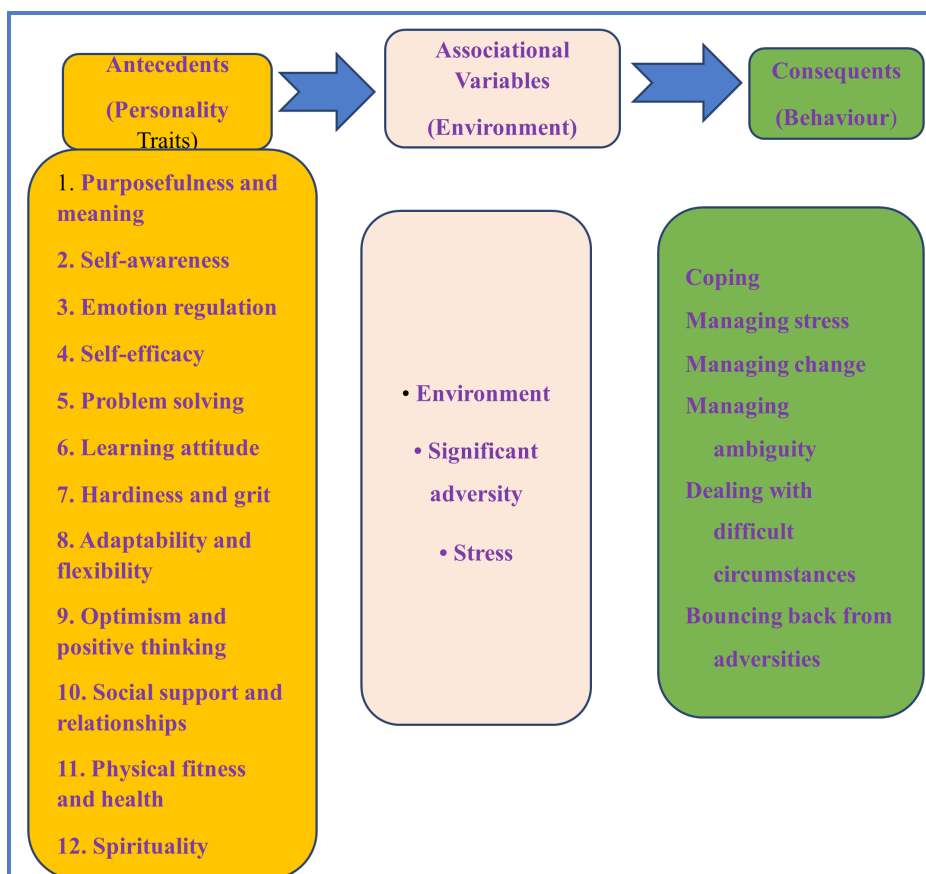 Antecedents
(Personality
Traits)
Associational
Variables
(Environment)
Consequents
(Behaviour)
1. Purposefulness and
meaning
2. Self-awareness
3. Emotion regulation
4. Self-efficacy
5. Problem solving
6. Learning attitude
7. Hardiness and grit
8. Adaptability and
flexibility
9. Optimism and
positive thinking
10. Social support and
relationships
11. Physical fitness
and health
12. Spirituality
• Environment
• Significant
adversity
• Stress
Coping
Managing stress
Managing change
Managing
ambiguity
Dealing with
difficult
circumstances
Bouncing back from
adversities